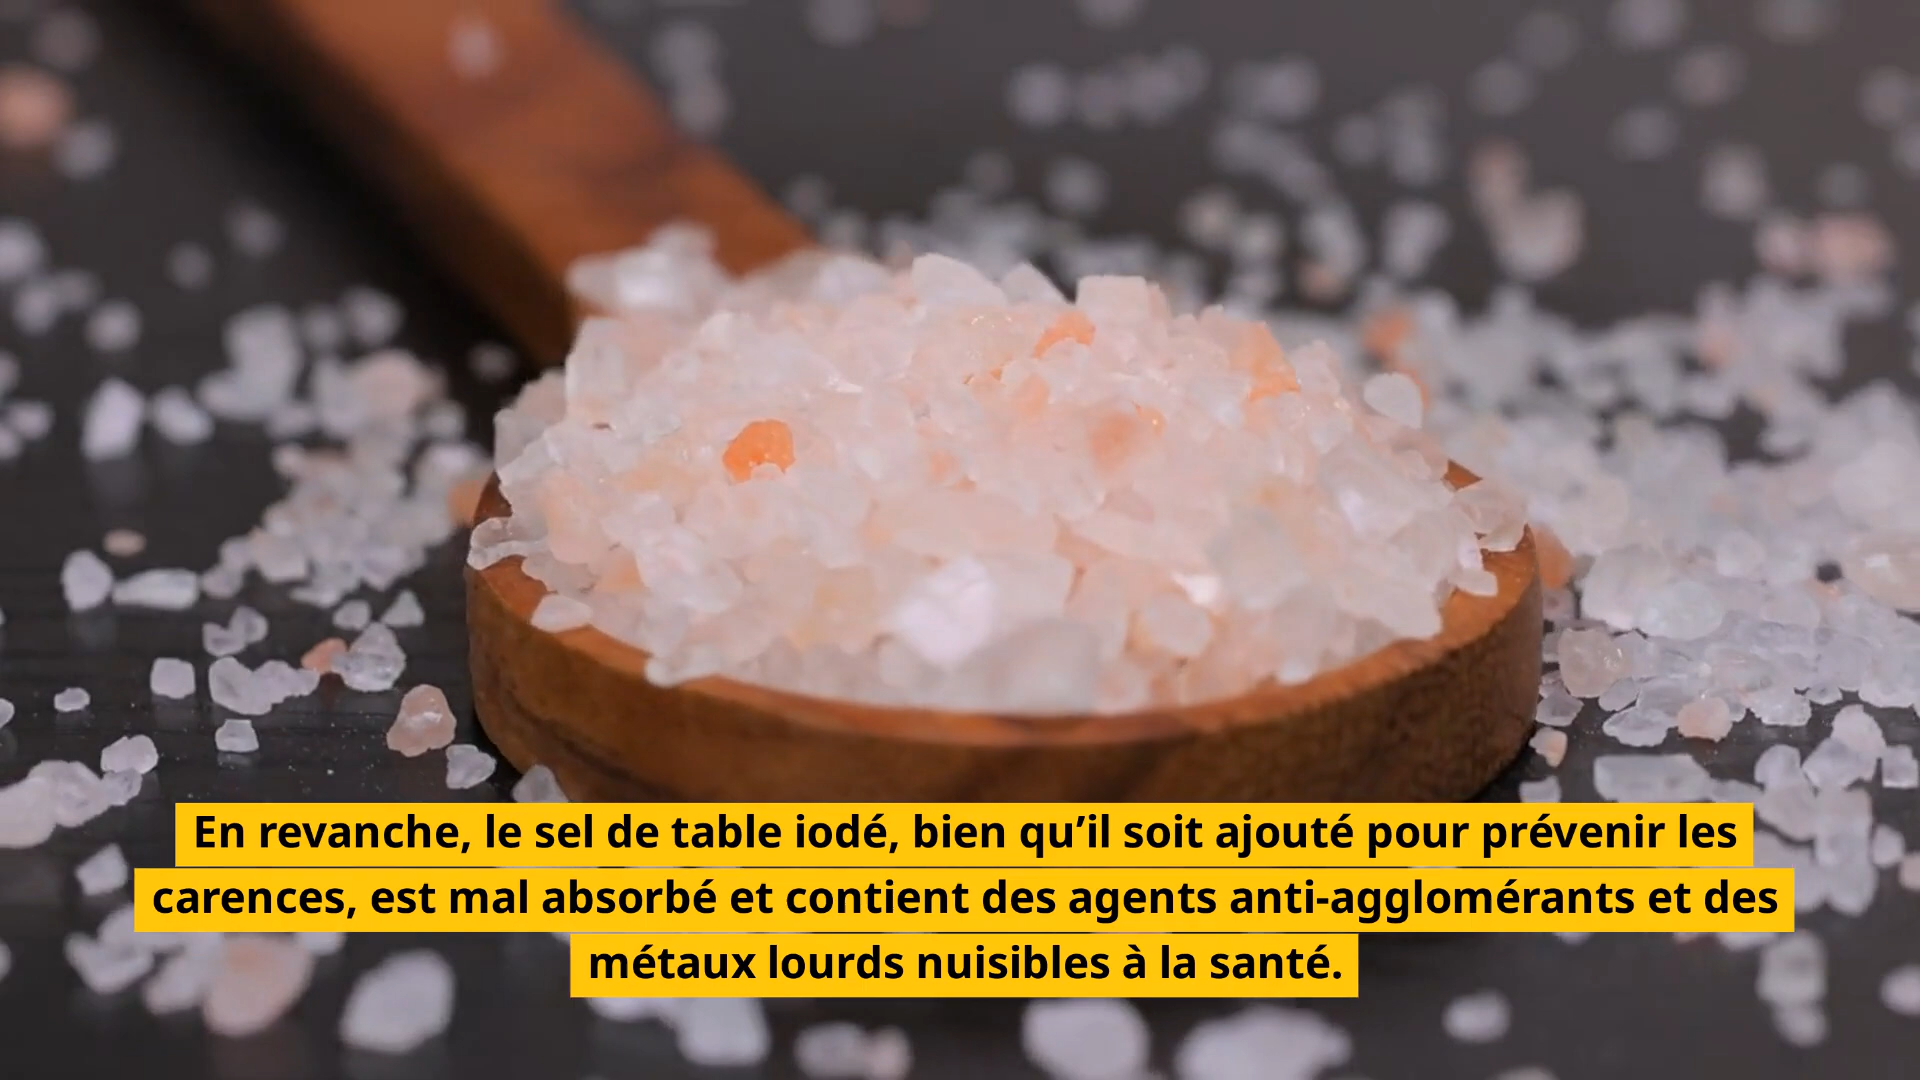 En revanche, le sel de table iodé, bien qu’il soit ajouté pour prévenir les
carences, est mal absorbé et contient des agents anti-agglomérants et des
métaux lourds nuisibles à la santé.